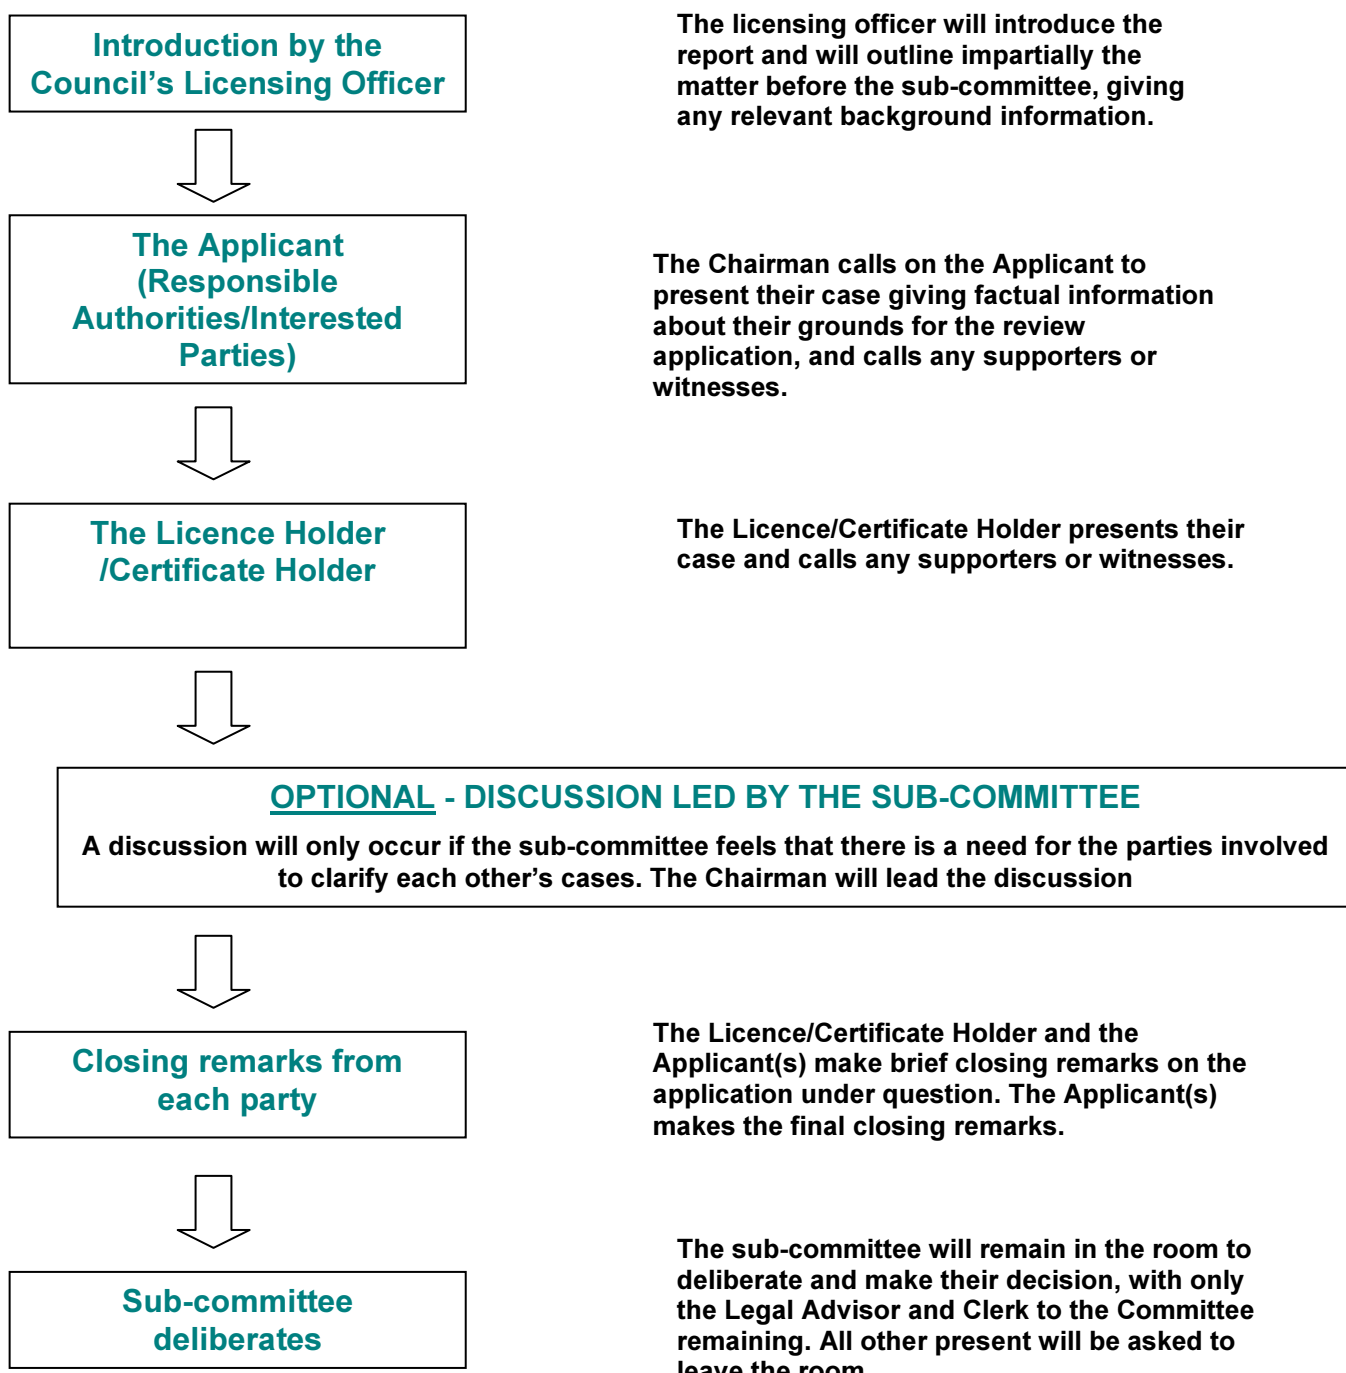 Introduction by the
Council’s Licensing Officer
The licensing officer will introduce the
report and will outline impartially the
matter before the sub-committee, giving
any relevant background information.
The Applicant
(Responsible
Authorities/Interested
Parties)
The Chairman calls on the Applicant to
present their case giving factual information
about their grounds for the review
application, and calls any supporters or
witnesses.
The Licence Holder
/Certificate Holder
The Licence/Certificate Holder presents their
case and calls any supporters or witnesses.
OPTIONAL - DISCUSSION LED BY THE SUB-COMMITTEE
A discussion will only occur if the sub-committee feels that there is a need for the parties involved
to clarify each other’s cases. The Chairman will lead the discussion
Closing remarks from
each party
The Licence/Certificate Holder and the
Applicant(s) make brief closing remarks on the
application under question. The Applicant(s)
makes the final closing remarks.
Sub-committee
deliberates
The sub-committee will remain in the room to
deliberate and make their decision, with only
the Legal Advisor and Clerk to the Committee
remaining. All other present will be asked to
leave the room